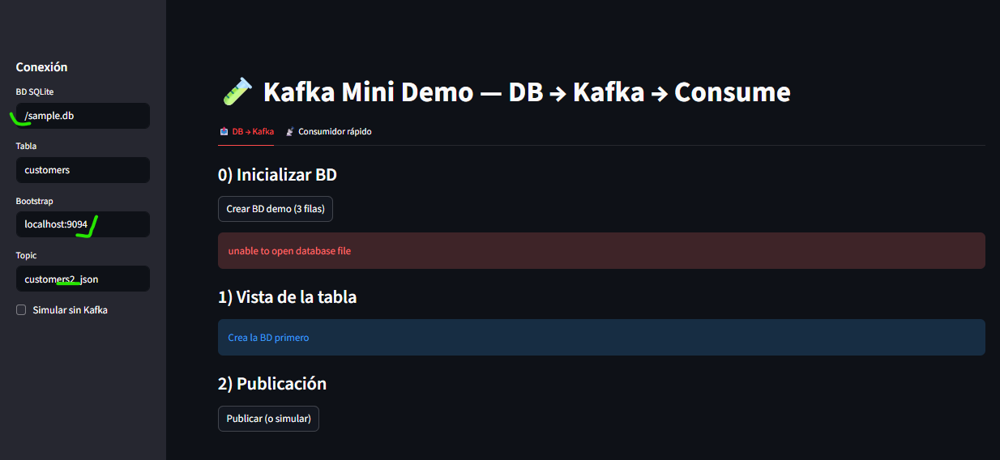 Conexión
BD SQLite
/sample.db
Tabla
customers
Bootstrap
localhost:9094
Topic
customers2_json
Simular sin Kafka
Kafka Mini Demo — DB → Kafka → Consume
DB → Kafka
Consumidor rápido
0) Inicializar BD
Crear BD demo (3 filas)
unable to open database file
1) Vista de la tabla
Crea la BD primero
2) Publicación
Publicar (o simular)